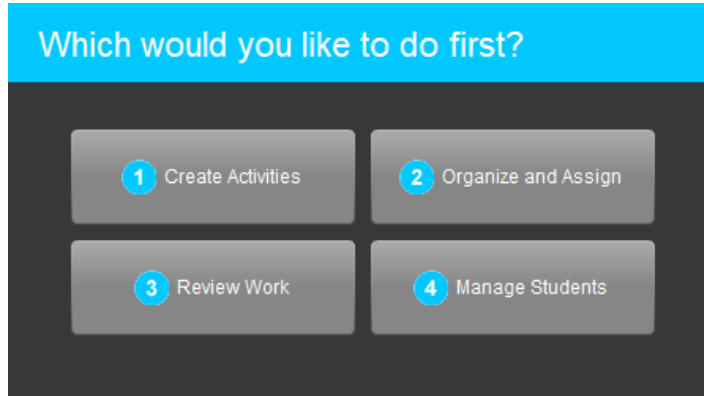 Which would you like to do first?
1 Create Activities
2 Organize and Assign
3 Review Work
4 Manage Students